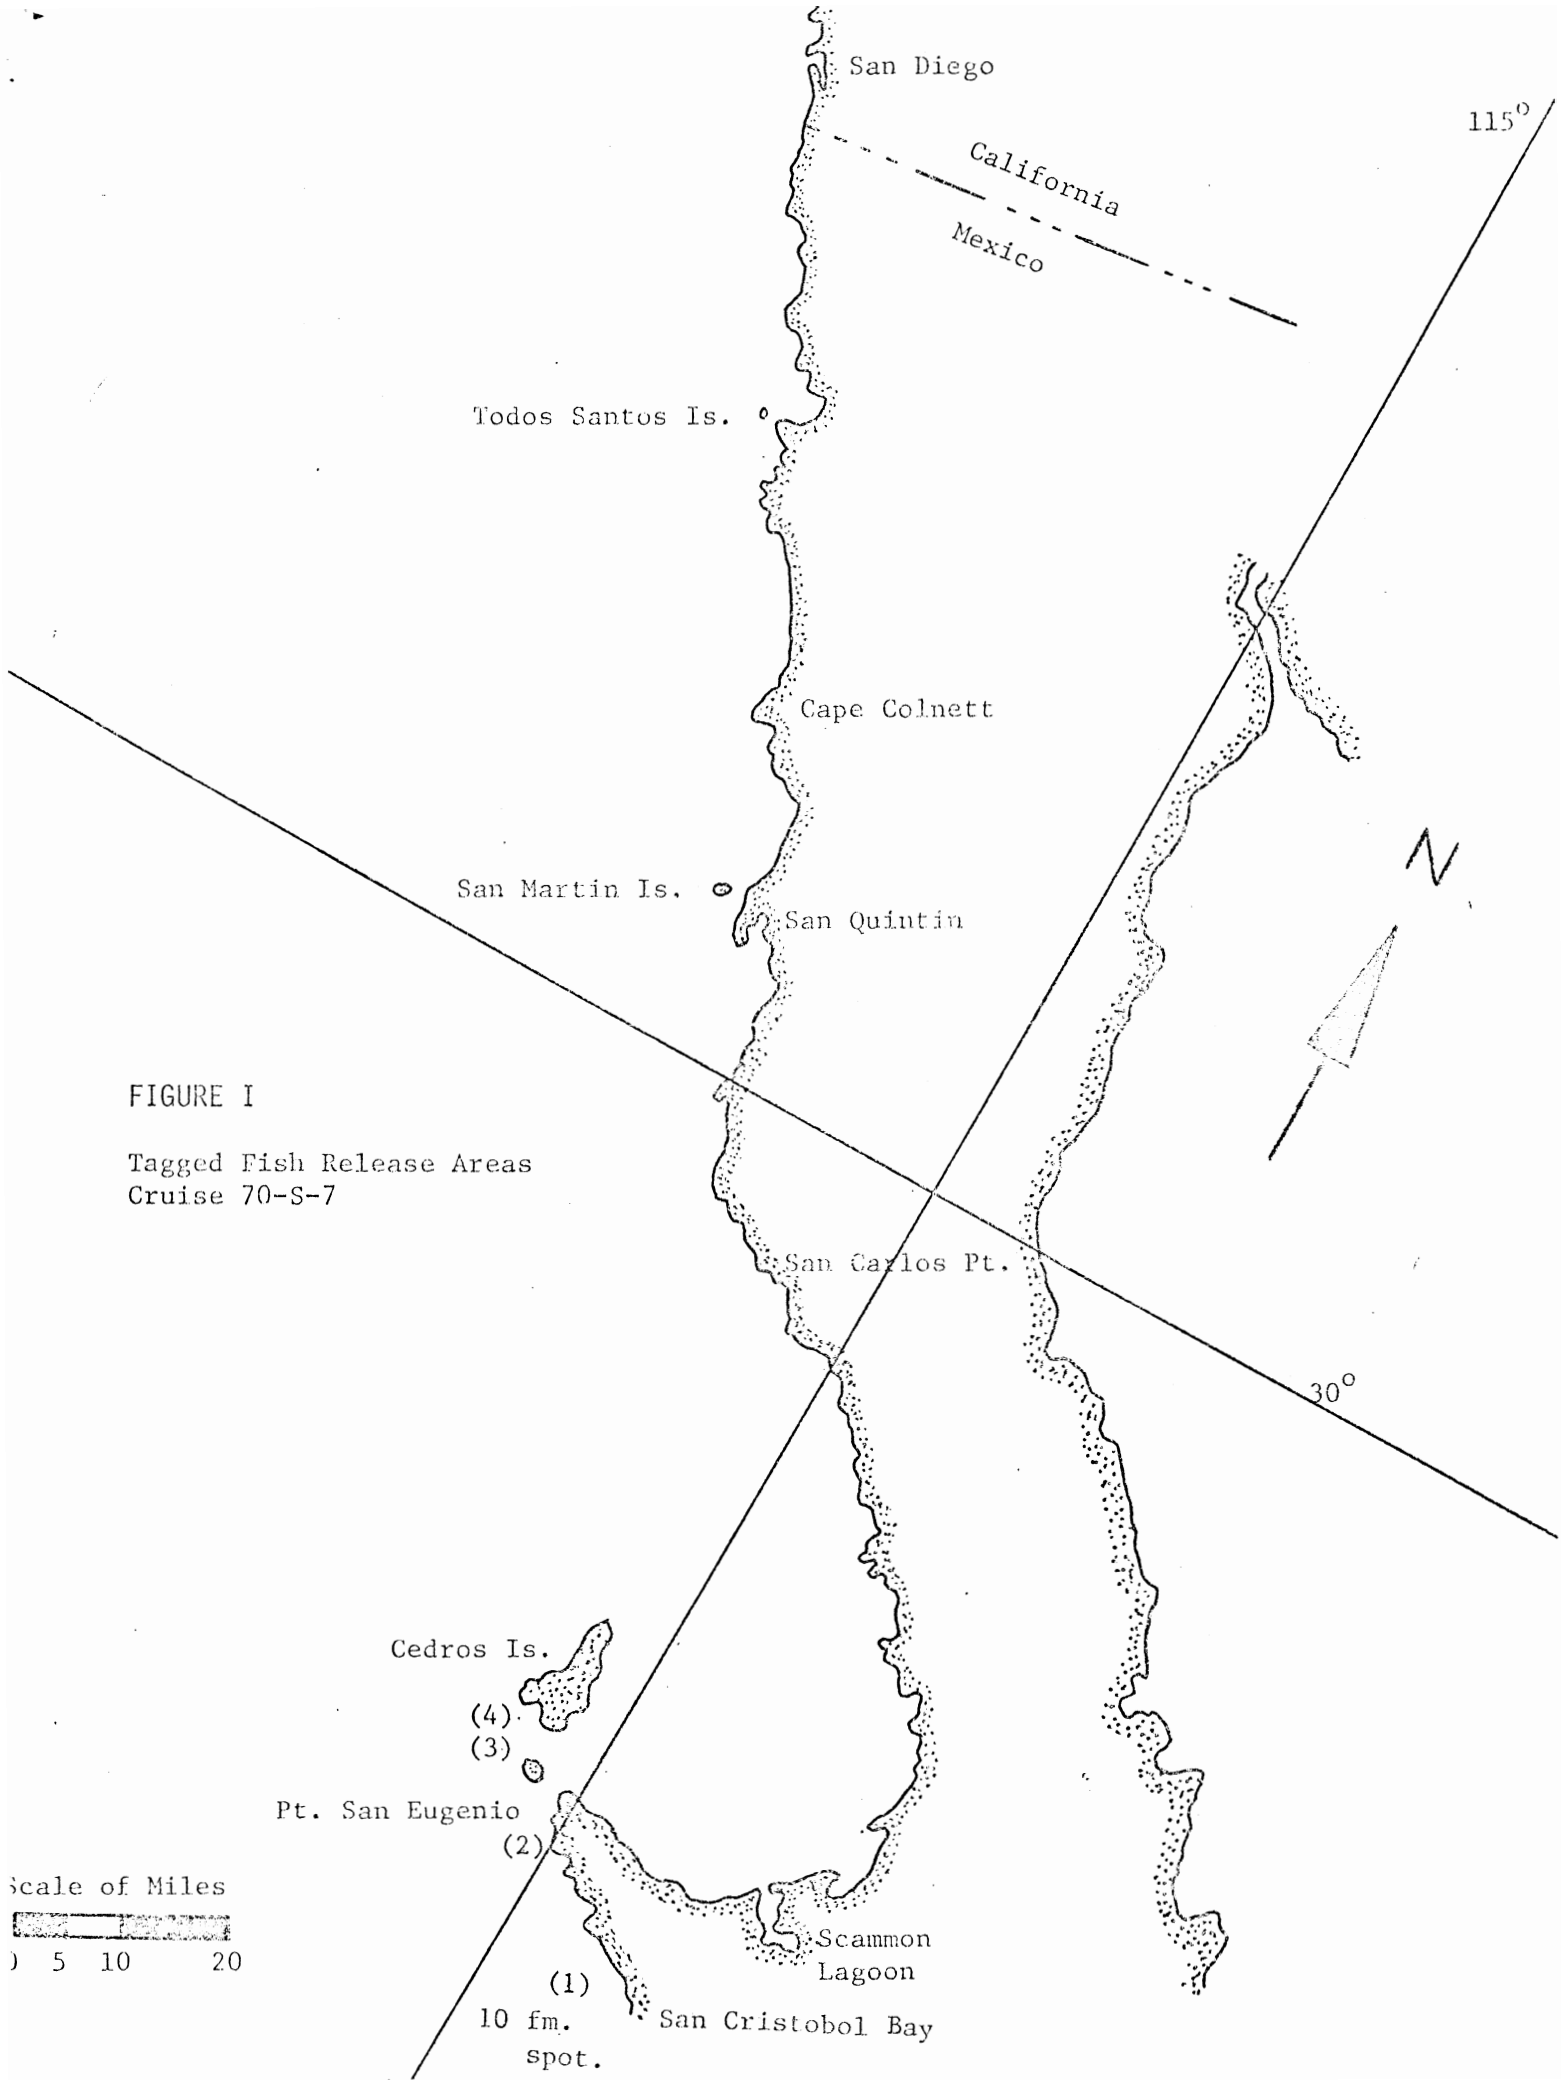 San Diego
115°
California
Mexico
Todos Santos Is.
Cape Colnett
N
San Martin Is.
San Quintin
FIGURE I
Tagged Fish Release Areas
Cruise 70-S-7
San Carlos Pt.
30°
Cedros Is.
(4)
(3)
Pt. San Eugenio
(2)
Scale of Miles
0 5 10 20
Scammon
Lagoon
(1)
10 fm.
spot.
San Cristobol Bay